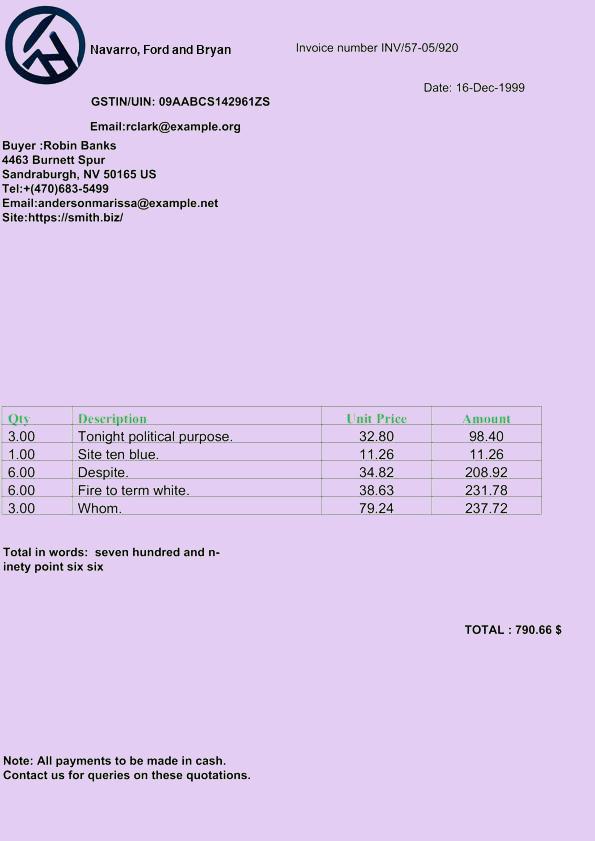 Navarro, Ford and Bryan
Invoice number INV/57-05/920
Date: 16-Dec-1999
GSTIN/UIN: 09AABCS142961ZS
Email:rclark@example.org
Buyer :Robin Banks
4463 Burnett Spur
Sandraburgh, NV 50165 US
Tel:+(470)683-5499
Email:andersonmarissa@example.net
Site:https://smith.biz/
Qty Description Unit Price Amount
3.00 Tonight political purpose. 32.80 98.40
1.00 Site ten blue. 11.26 11.26
6.00 Despite. 34.82 208.92
6.00 Fire to term white. 38.63 231.78
3.00 Whom. 79.24 237.72
Total in words:  seven hundred and n-
inety point six six
TOTAL : 790.66 $
Note: All payments to be made in cash.
Contact us for queries on these quotations.